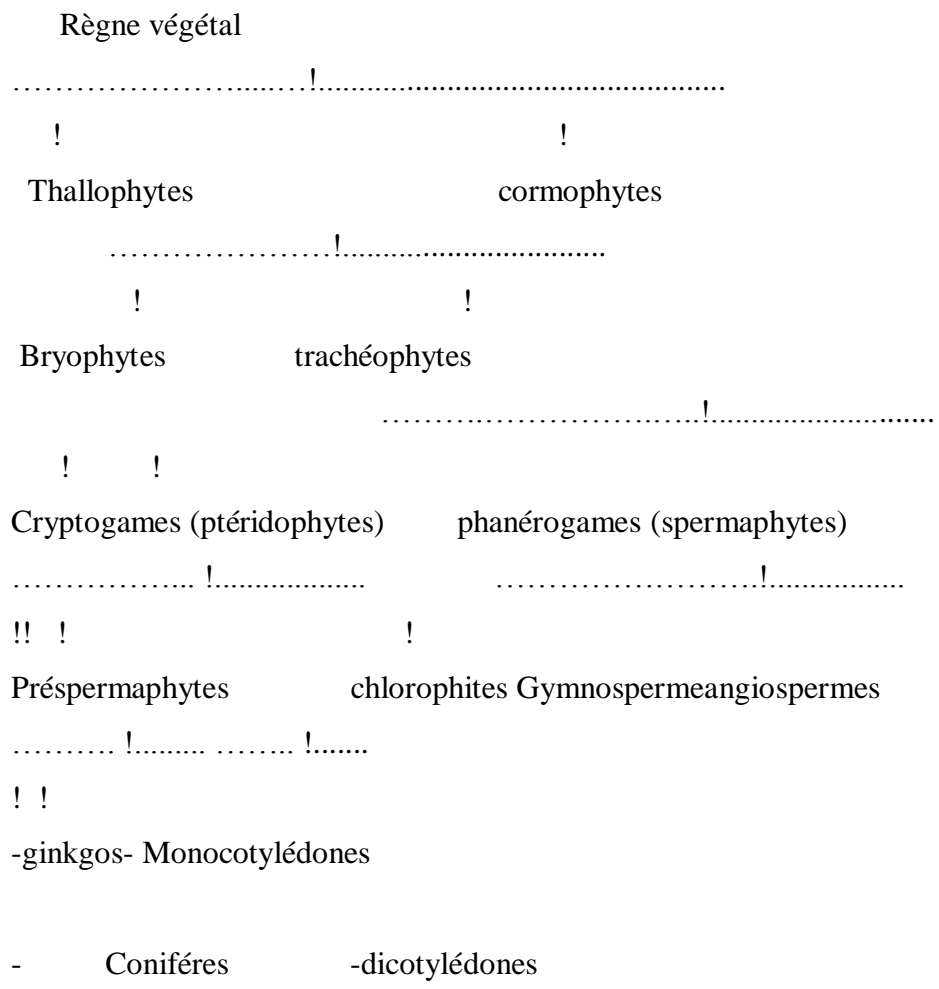 Règne végétal
…………………......…!...................................................
! !
Thallophytes cormophytes
…………………!.................................
! !
Bryophytes trachéophytes
……….……………………..!............................
! !
Cryptogames (ptéridophytes) phanérogames (spermaphytes)
…………….. !................... …………………….!.................
!! ! !
Préspermaphytes chlorophites Gymnospermeangiospermes
………. !......... …….. !.......
! !
-ginkgos- Monocotylédones
- Coniféres -dicotylédones